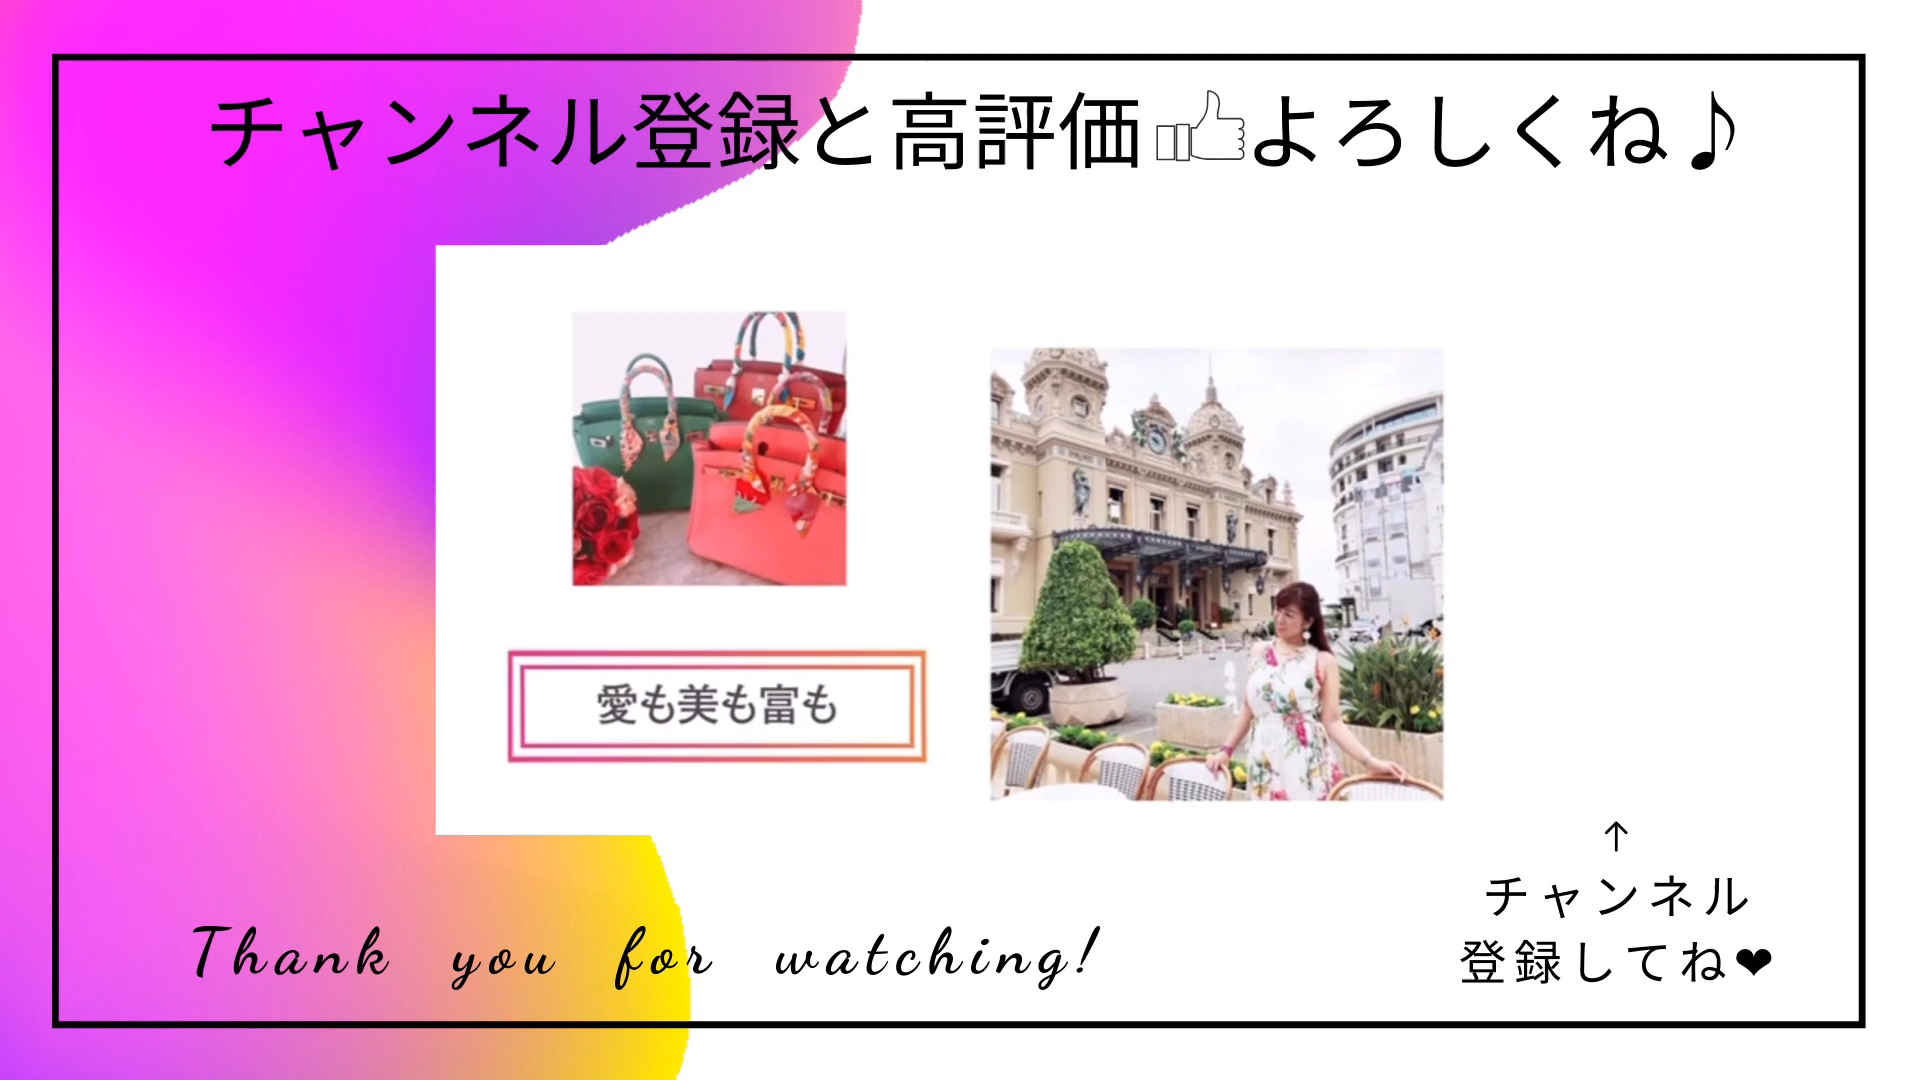 チャンネル登録と高評価👍よろしくね♪
愛も美も富も
↑
チャンネル
登録してね❤
Thank you for watching!